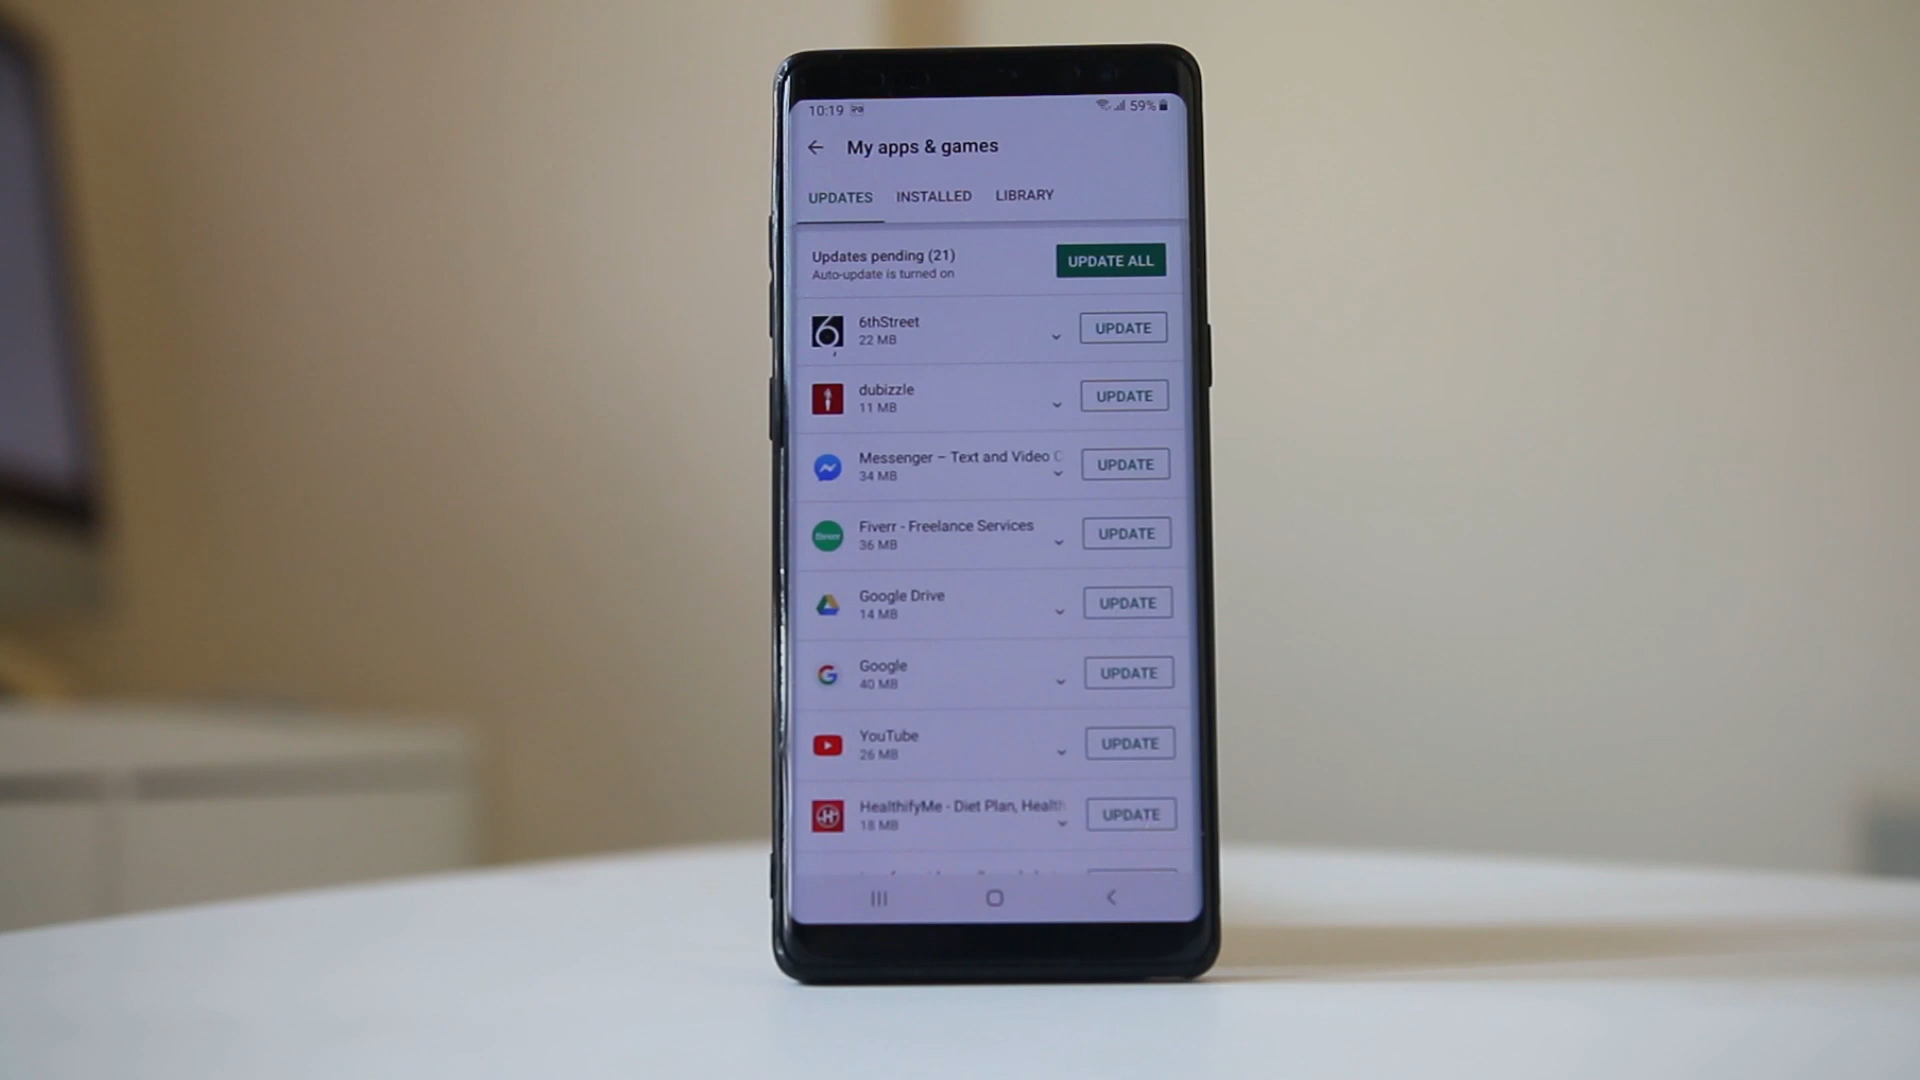 10:19 59%
My apps & games
UPDATES INSTALLED LIBRARY
Updates pending (21)
Auto-update is turned on
UPDATE ALL
6thStreet
22 MB
UPDATE
dubizzle
11 MB
UPDATE
Messenger – Text and Video C
34 MB
UPDATE
Fiverr - Freelance Services
36 MB
UPDATE
Google Drive
14 MB
UPDATE
Google
40 MB
UPDATE
YouTube
26 MB
UPDATE
HealthifyMe - Diet Plan, Health
18 MB
UPDATE